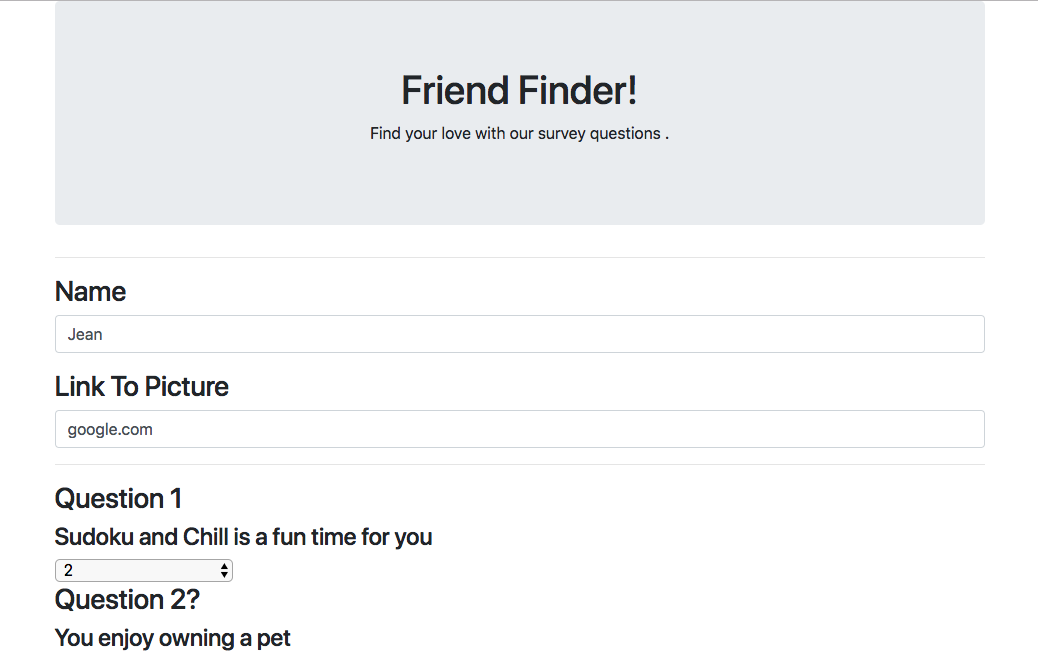 Friend Finder!
Find your love with our survey questions .
Name
Jean
Link To Picture
google.com
Question 1
Sudoku and Chill is a fun time for you
2
Question 2?
You enjoy owning a pet